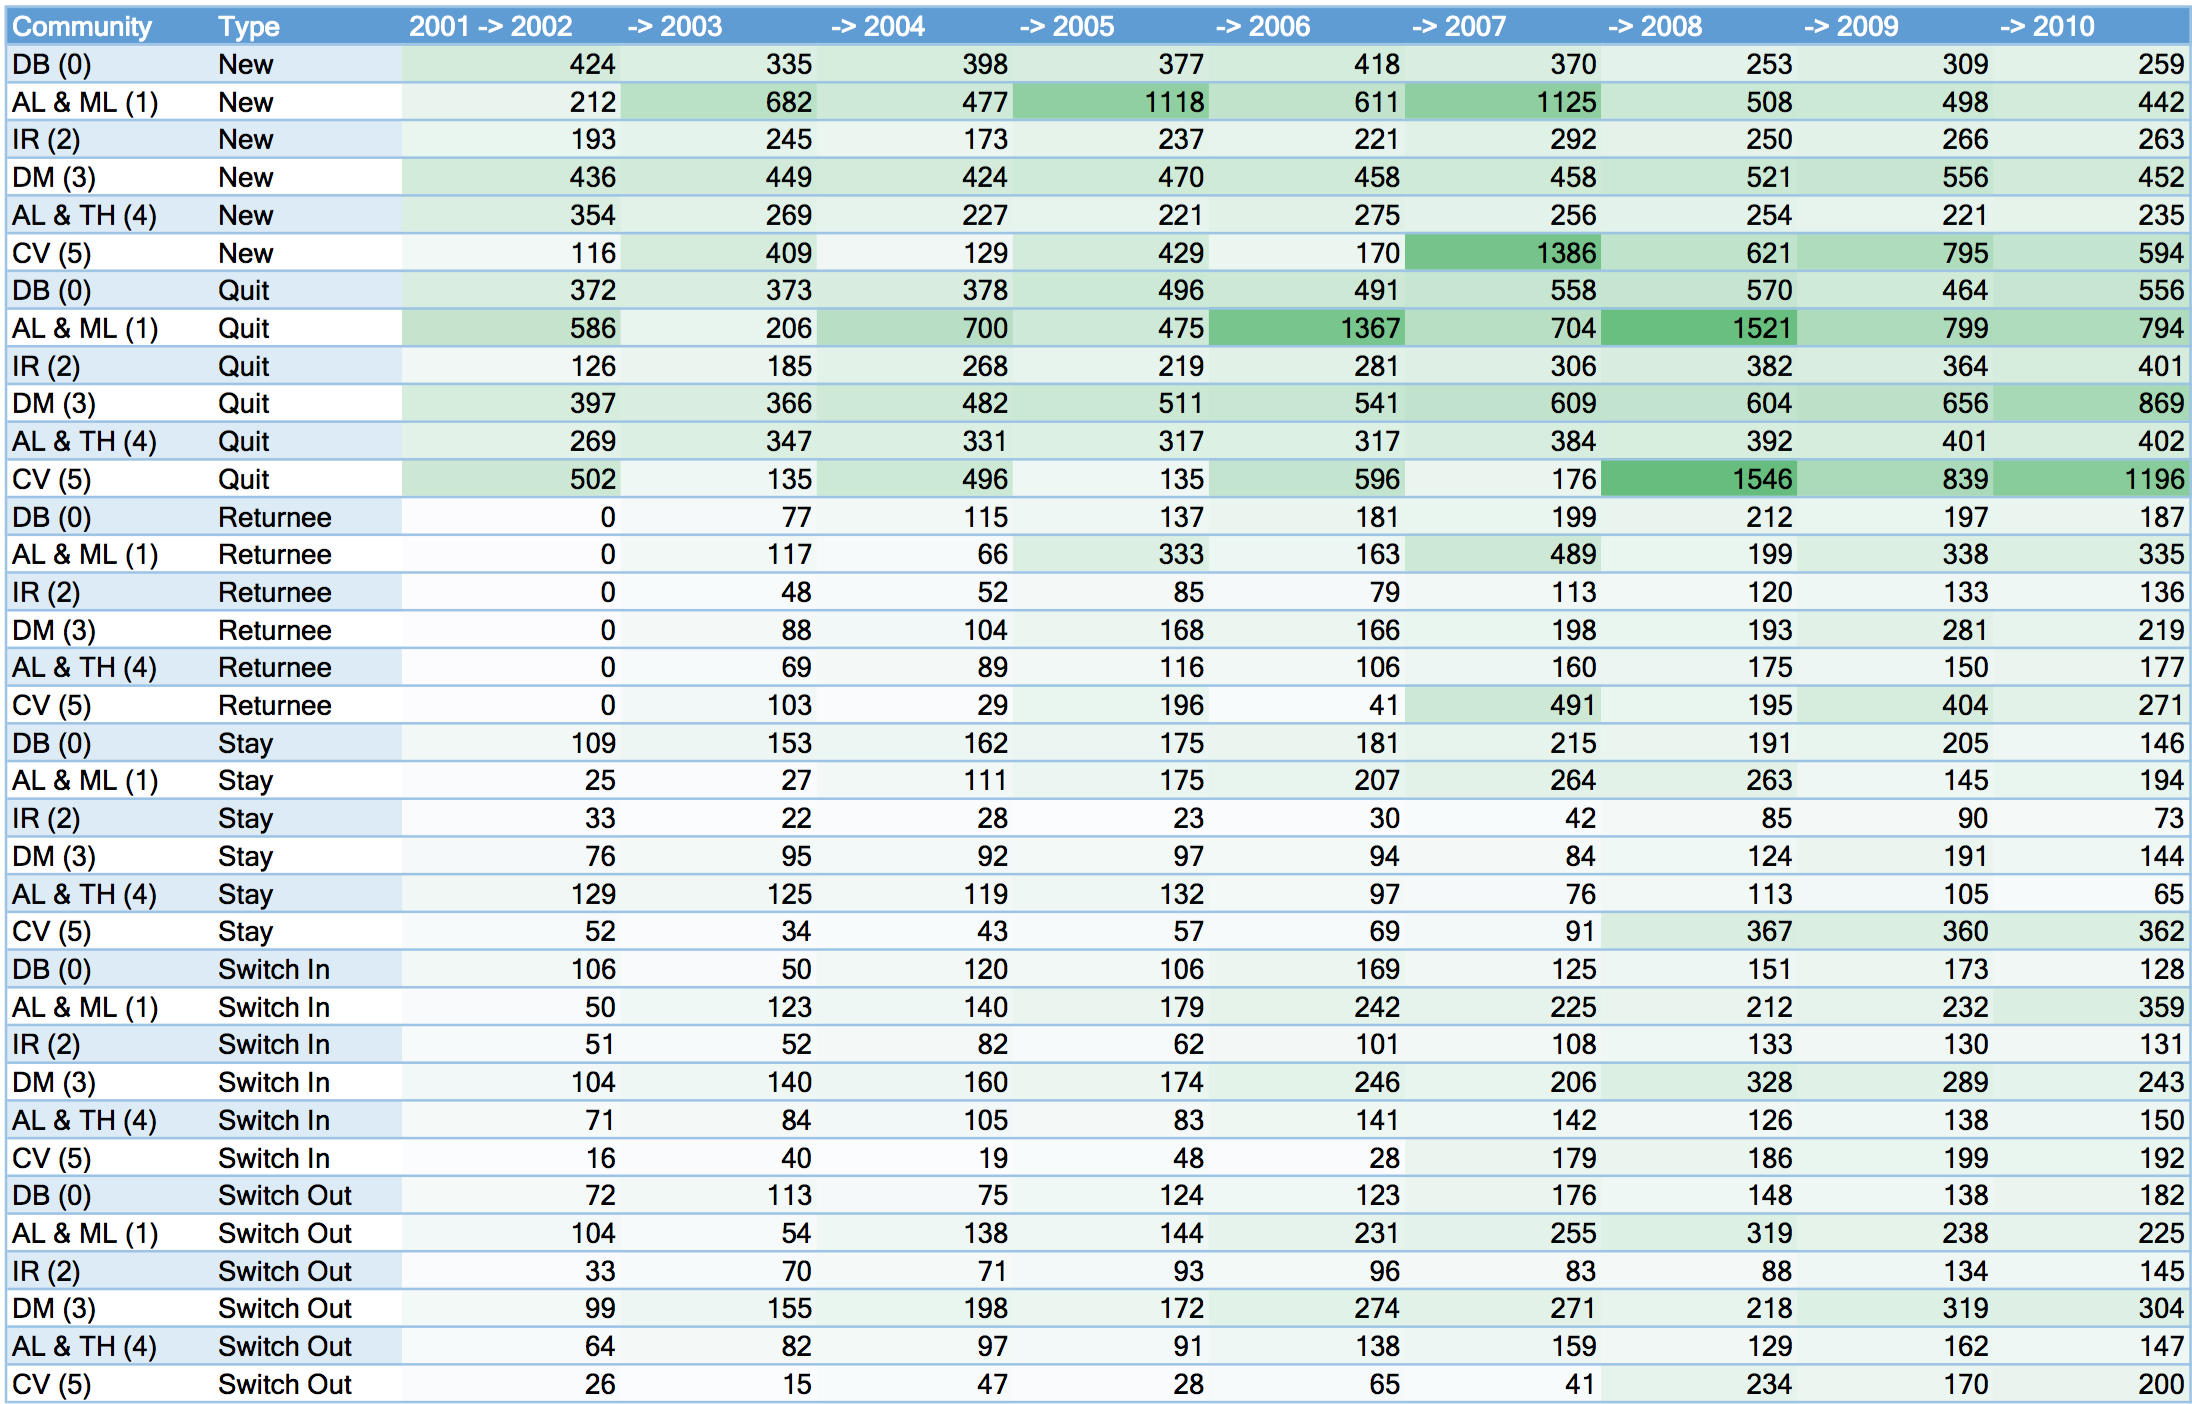 Community Type 2001 -> 2002 -> 2003 -> 2004 -> 2005 -> 2006 -> 2007 -> 2008 -> 2009 -> 2010
DB (0) New 424 335 398 377 418 370 253 309 259
AL & ML (1) New 212 682 477 1118 611 1125 508 498 442
IR (2) New 193 245 173 237 221 292 250 266 263
DM (3) New 436 449 424 470 458 458 521 556 452
AL & TH (4) New 354 269 227 221 275 256 254 221 235
CV (5) New 116 409 129 429 170 1386 621 795 594
DB (0) Quit 372 373 378 496 491 558 570 464 556
AL & ML (1) Quit 586 206 700 475 1367 704 1521 799 794
IR (2) Quit 126 185 268 219 281 306 382 364 401
DM (3) Quit 397 366 482 511 541 609 604 656 869
AL & TH (4) Quit 269 347 331 317 317 384 392 401 402
CV (5) Quit 502 135 496 135 596 176 1546 839 1196
DB (0) Returnee 0 77 115 137 181 199 212 197 187
AL & ML (1) Returnee 0 117 66 333 163 489 199 338 335
IR (2) Returnee 0 48 52 85 79 113 120 133 136
DM (3) Returnee 0 88 104 168 166 198 193 281 219
AL & TH (4) Returnee 0 69 89 116 106 160 175 150 177
CV (5) Returnee 0 103 29 196 41 491 195 404 271
DB (0) Stay 109 153 162 175 181 215 191 205 146
AL & ML (1) Stay 25 27 111 175 207 264 263 145 194
IR (2) Stay 33 22 28 23 30 42 85 90 73
DM (3) Stay 76 95 92 97 94 84 124 191 144
AL & TH (4) Stay 129 125 119 132 97 76 113 105 65
CV (5) Stay 52 34 43 57 69 91 367 360 362
DB (0) Switch In 106 50 120 106 169 125 151 173 128
AL & ML (1) Switch In 50 123 140 179 242 225 212 232 359
IR (2) Switch In 51 52 82 62 101 108 133 130 131
DM (3) Switch In 104 140 160 174 246 206 328 289 243
AL & TH (4) Switch In 71 84 105 83 141 142 126 138 150
CV (5) Switch In 16 40 19 48 28 179 186 199 192
DB (0) Switch Out 72 113 75 124 123 176 148 138 182
AL & ML (1) Switch Out 104 54 138 144 231 255 319 238 225
IR (2) Switch Out 33 70 71 93 96 83 88 134 145
DM (3) Switch Out 99 155 198 172 274 271 218 319 304
AL & TH (4) Switch Out 64 82 97 91 138 159 129 162 147
CV (5) Switch Out 26 15 47 28 65 41 234 170 200